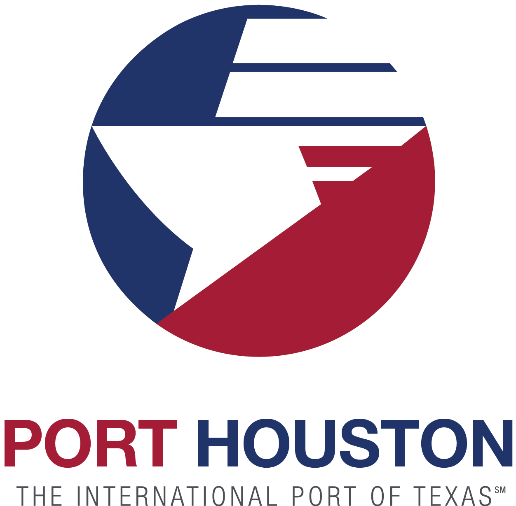 PORT HOUSTON
THE INTERNATIONAL PORT OF TEXAS℠